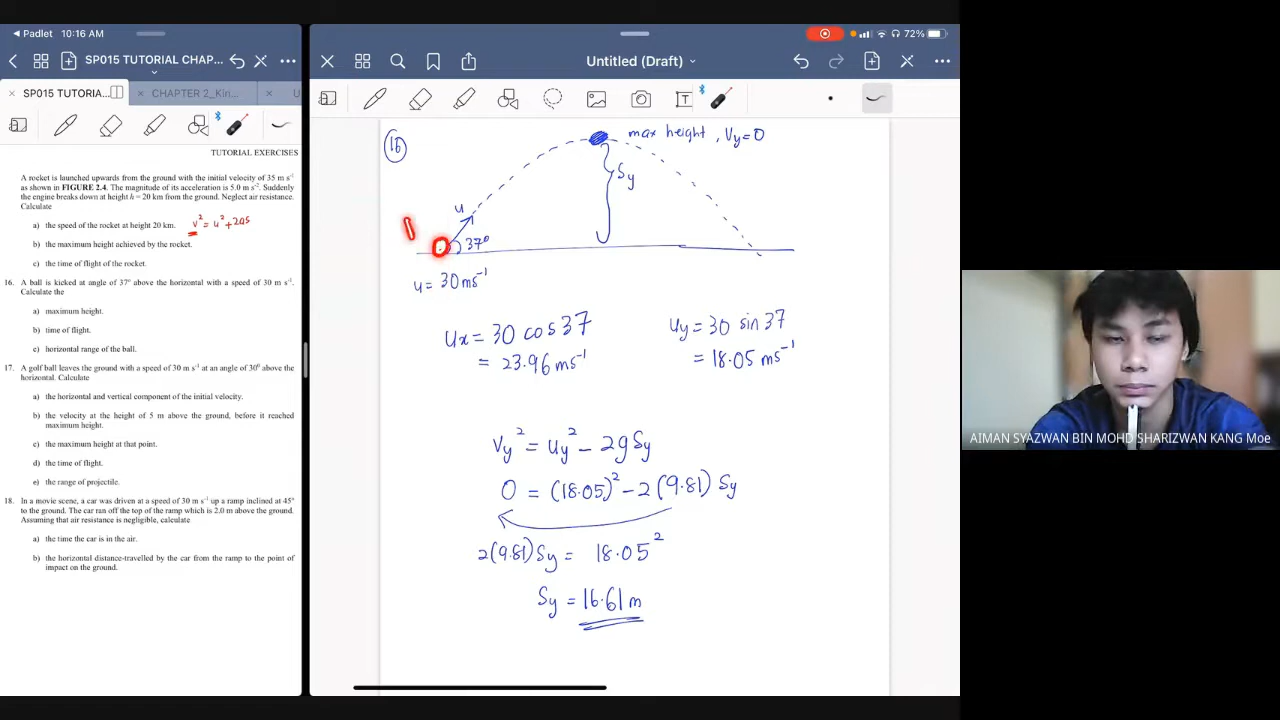 Padlet 10:16 AM
72%
SP015 TUTORIAL CHAP...
Untitled (Draft)
SP015 TUTORIA...
CHAPTER 2_Kin...
TUTORIAL EXERCISES
A rocket is launched upwards from the ground with the initial velocity of 35 m s⁻¹
as shown in FIGURE 2.4. The magnitude of its acceleration is 5.0 m s⁻². Suddenly
the engine breaks down at height h = 20 km from the ground. Neglect air resistance.
Calculate
a) the speed of the rocket at height 20 km. v² = u² + 2as
b) the maximum height achieved by the rocket.
c) the time of flight of the rocket.
16. A ball is kicked at angle of 37° above the horizontal with a speed of 30 m s⁻¹.
Calculate the
a) maximum height.
b) time of flight.
c) horizontal range of the ball.
17. A golf ball leaves the ground with a speed of 30 m s⁻¹ at an angle of 30⁰ above the
horizontal. Calculate
a) the horizontal and vertical component of the initial velocity.
b) the velocity at the height of 5 m above the ground, before it reached
maximum height.
c) the maximum height at that point.
d) the time of flight.
e) the range of projectile.
18. In a movie scene, a car was driven at a speed of 30 m s⁻¹ up a ramp inclined at 45°
to the ground. The car ran off the top of the ramp which is 2.0 m above the ground.
Assuming that air resistance is negligible, calculate
a) the time the car is in the air.
b) the horizontal distance-travelled by the car from the ramp to the point of
impact on the ground.
16
max height, Vy = 0
Sy
u
37°
u = 30 ms⁻¹
Ux = 30 cos 37
= 23.96 ms⁻¹
Uy = 30 sin 37
= 18.05 ms⁻¹
Vy² = Uy² - 2gSy
0 = (18.05)² - 2(9.81) Sy
2(9.81)Sy = 18.05²
Sy = 16.61 m
AIMAN SYAZWAN BIN MOHD SHARIZWAN KANG Moe